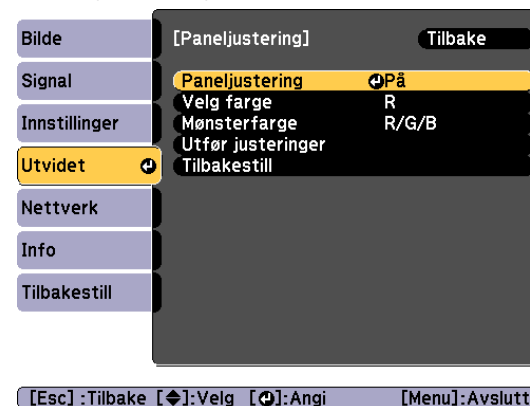 Bilde
Signal
Innstillinger
Utvidet
Nettverk
Info
Tilbakestill
[Paneljustering] Tilbake
Paneljustering På
Velg farge R
Mønsterfarge R/G/B
Utfør justeringer
Tilbakestill
[Esc] :Tilbake [◆]:Velg [⏎]:Angi [Menu]:Avslutt